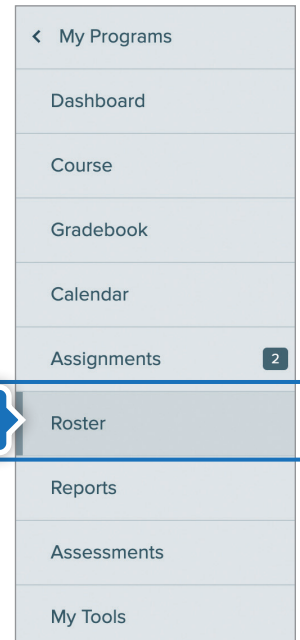 < My Programs
Dashboard
Course
Gradebook
Calendar
Assignments 2
Roster
Reports
Assessments
My Tools